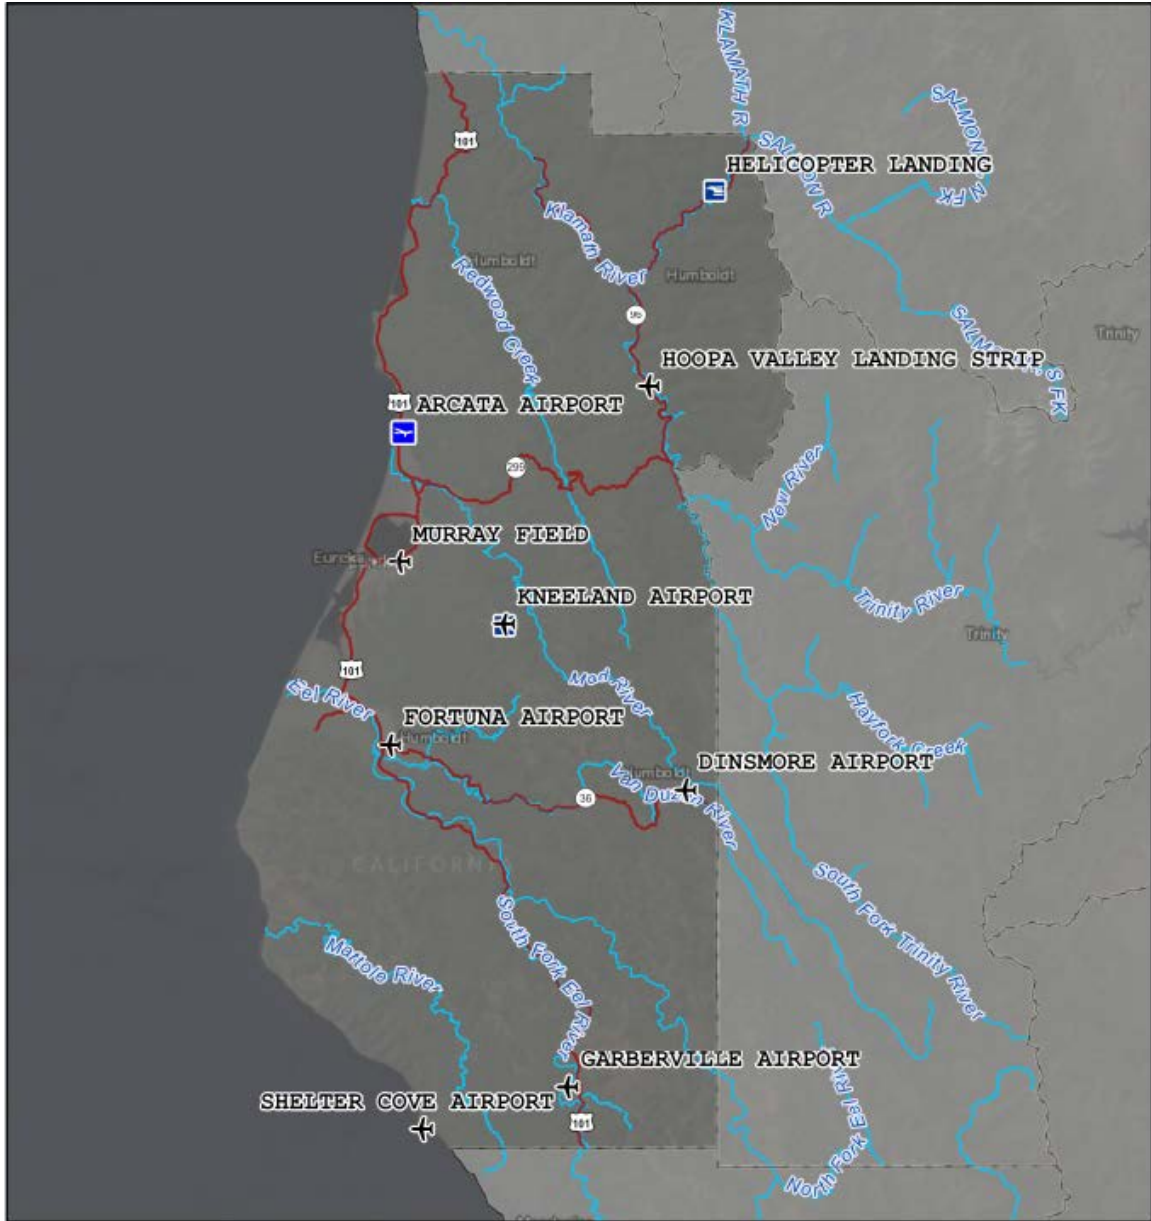 KLAMATH R
SALMON N FK
101
SALMON R
HELICOPTER LANDING
Klamath River
Humboldt
Redwood Creek
Humboldt
96
SALMON S FK
Trinity
HOOPA VALLEY LANDING STRIP
101
ARCATA AIRPORT
299
New River
MURRAY FIELD
Eureka
KNEELAND AIRPORT
Trinity River
Trinity
101
Mad River
Eel River
Hayfork Creek
FORTUNA AIRPORT
Humboldt
DINSMORE AIRPORT
Humboldt
Van Duzen River
36
CALIFORNIA
South Fork Trinity River
South Fork Eel River
Mattole River
GARBERVILLE AIRPORT
SHELTER COVE AIRPORT
101
North Fork Eel River